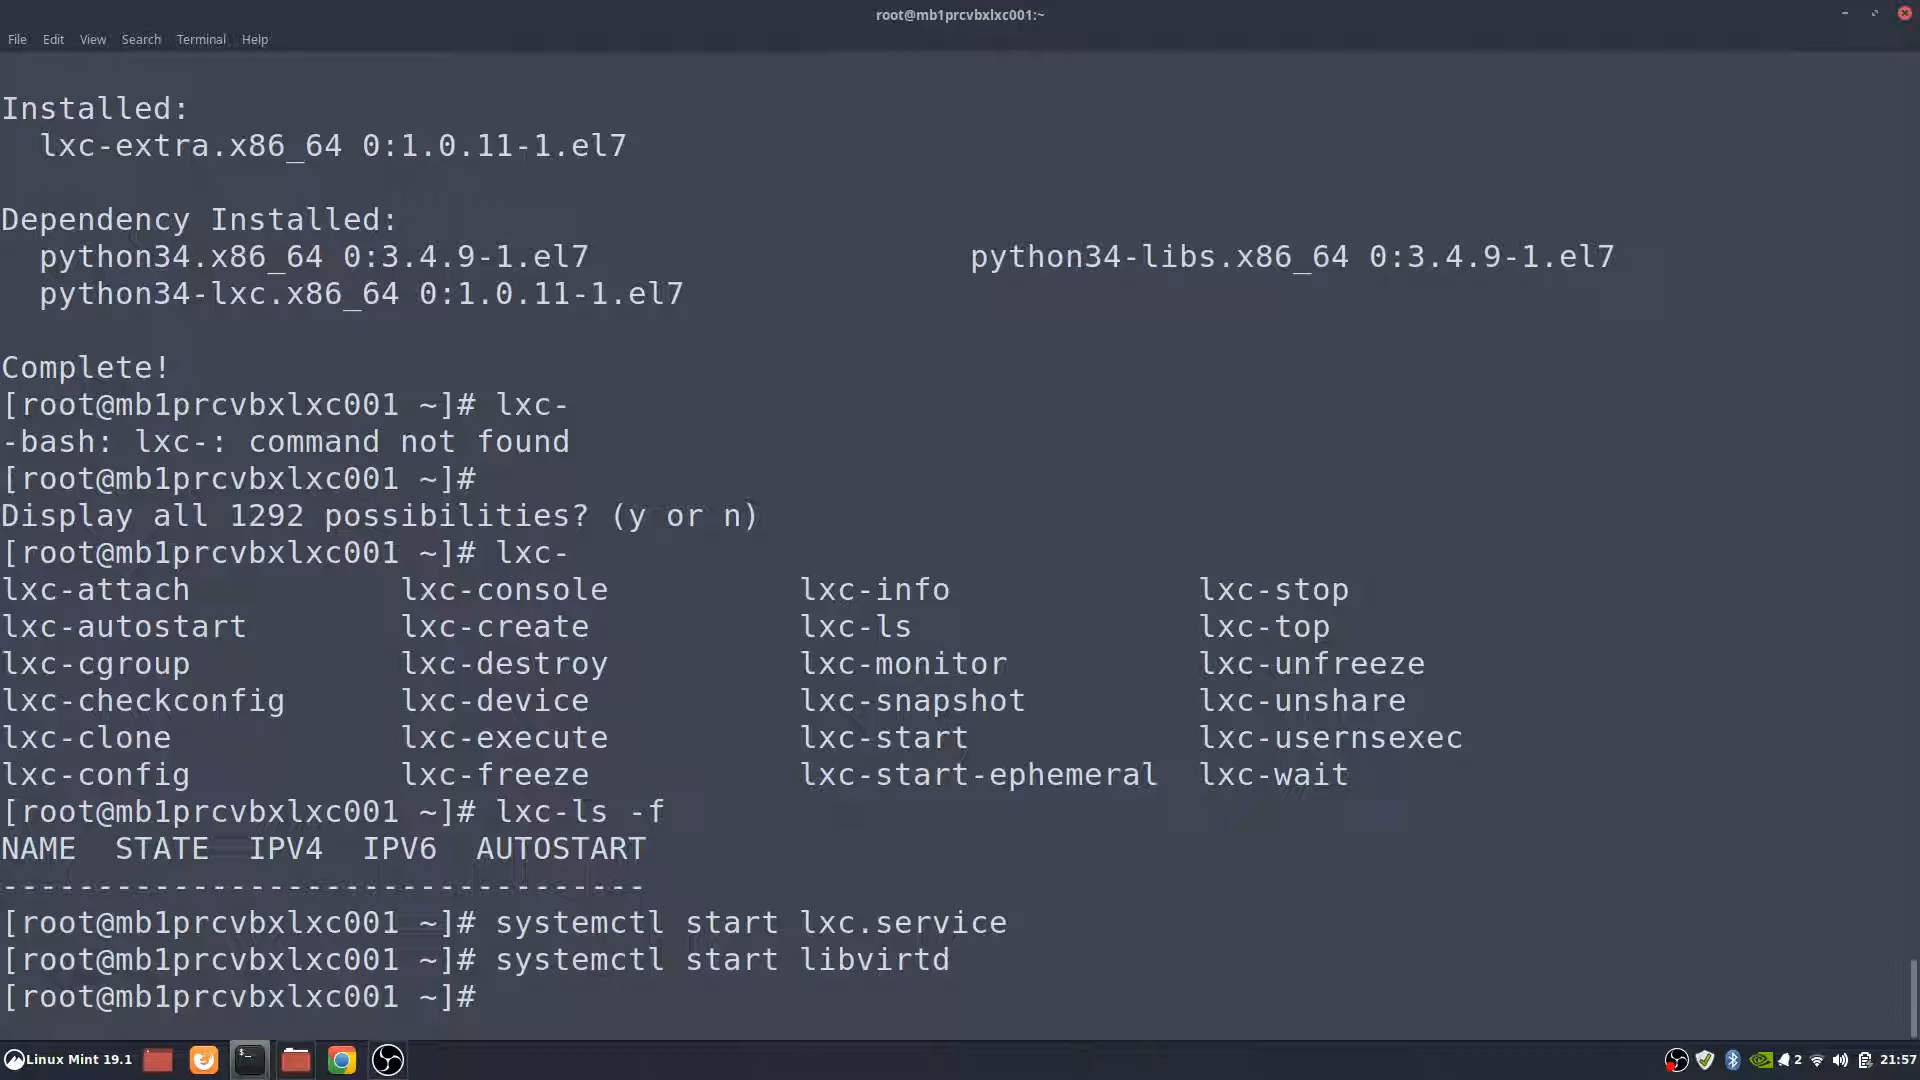 root@mb1prcvbxlxc001:~
File Edit View Search Terminal Help
Installed:
lxc-extra.x86_64 0:1.0.11-1.el7
Dependency Installed:
python34.x86_64 0:3.4.9-1.el7 python34-libs.x86_64 0:3.4.9-1.el7
python34-lxc.x86_64 0:1.0.11-1.el7
Complete!
[root@mb1prcvbxlxc001 ~]# lxc-
-bash: lxc-: command not found
[root@mb1prcvbxlxc001 ~]#
Display all 1292 possibilities? (y or n)
[root@mb1prcvbxlxc001 ~]# lxc-
lxc-attach lxc-console lxc-info lxc-stop
lxc-autostart lxc-create lxc-ls lxc-top
lxc-cgroup lxc-destroy lxc-monitor lxc-unfreeze
lxc-checkconfig lxc-device lxc-snapshot lxc-unshare
lxc-clone lxc-execute lxc-start lxc-usernsexec
lxc-config lxc-freeze lxc-start-ephemeral lxc-wait
[root@mb1prcvbxlxc001 ~]# lxc-ls -f
NAME STATE IPV4 IPV6 AUTOSTART
----------------------------------
[root@mb1prcvbxlxc001 ~]# systemctl start lxc.service
[root@mb1prcvbxlxc001 ~]# systemctl start libvirtd
[root@mb1prcvbxlxc001 ~]#
Linux Mint 19.1 2 21:57